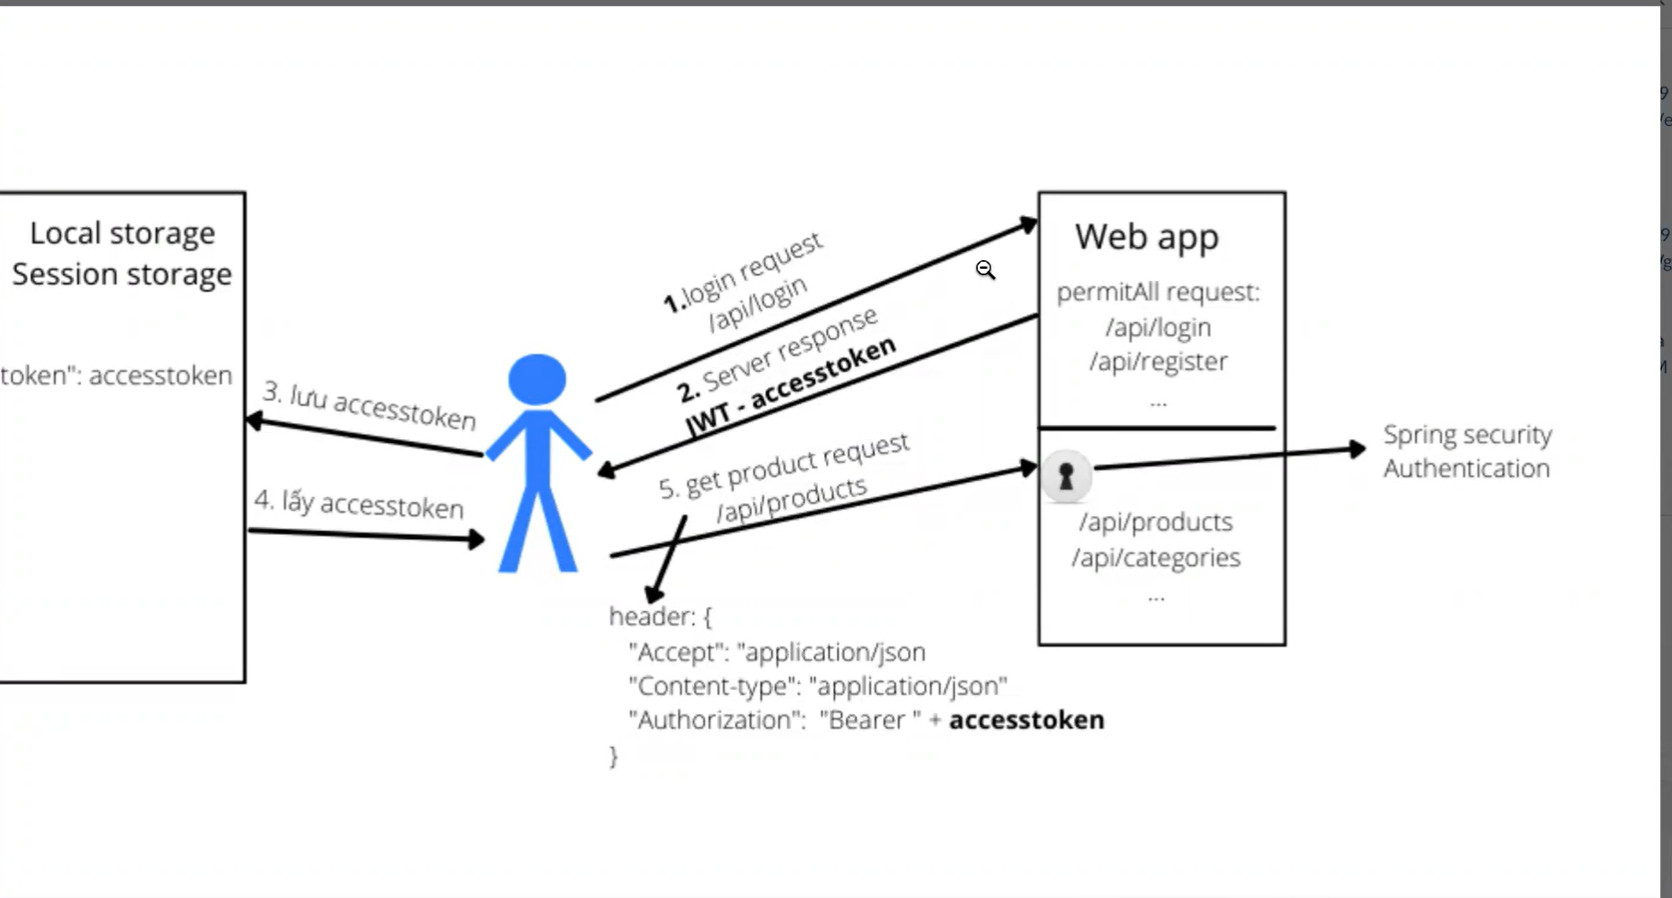 Local storage
Session storage
token": accesstoken
3. lưu accesstoken
4. lấy accesstoken
1.login request
/api/login
2. Server response
JWT - accesstoken
5. get product request
/api/products
header: {
"Accept": "application/json
"Content-type": "application/json"
"Authorization": "Bearer " + accesstoken
}
Web app
permitAll request:
/api/login
/api/register
...
/api/products
/api/categories
...
Spring security
Authentication